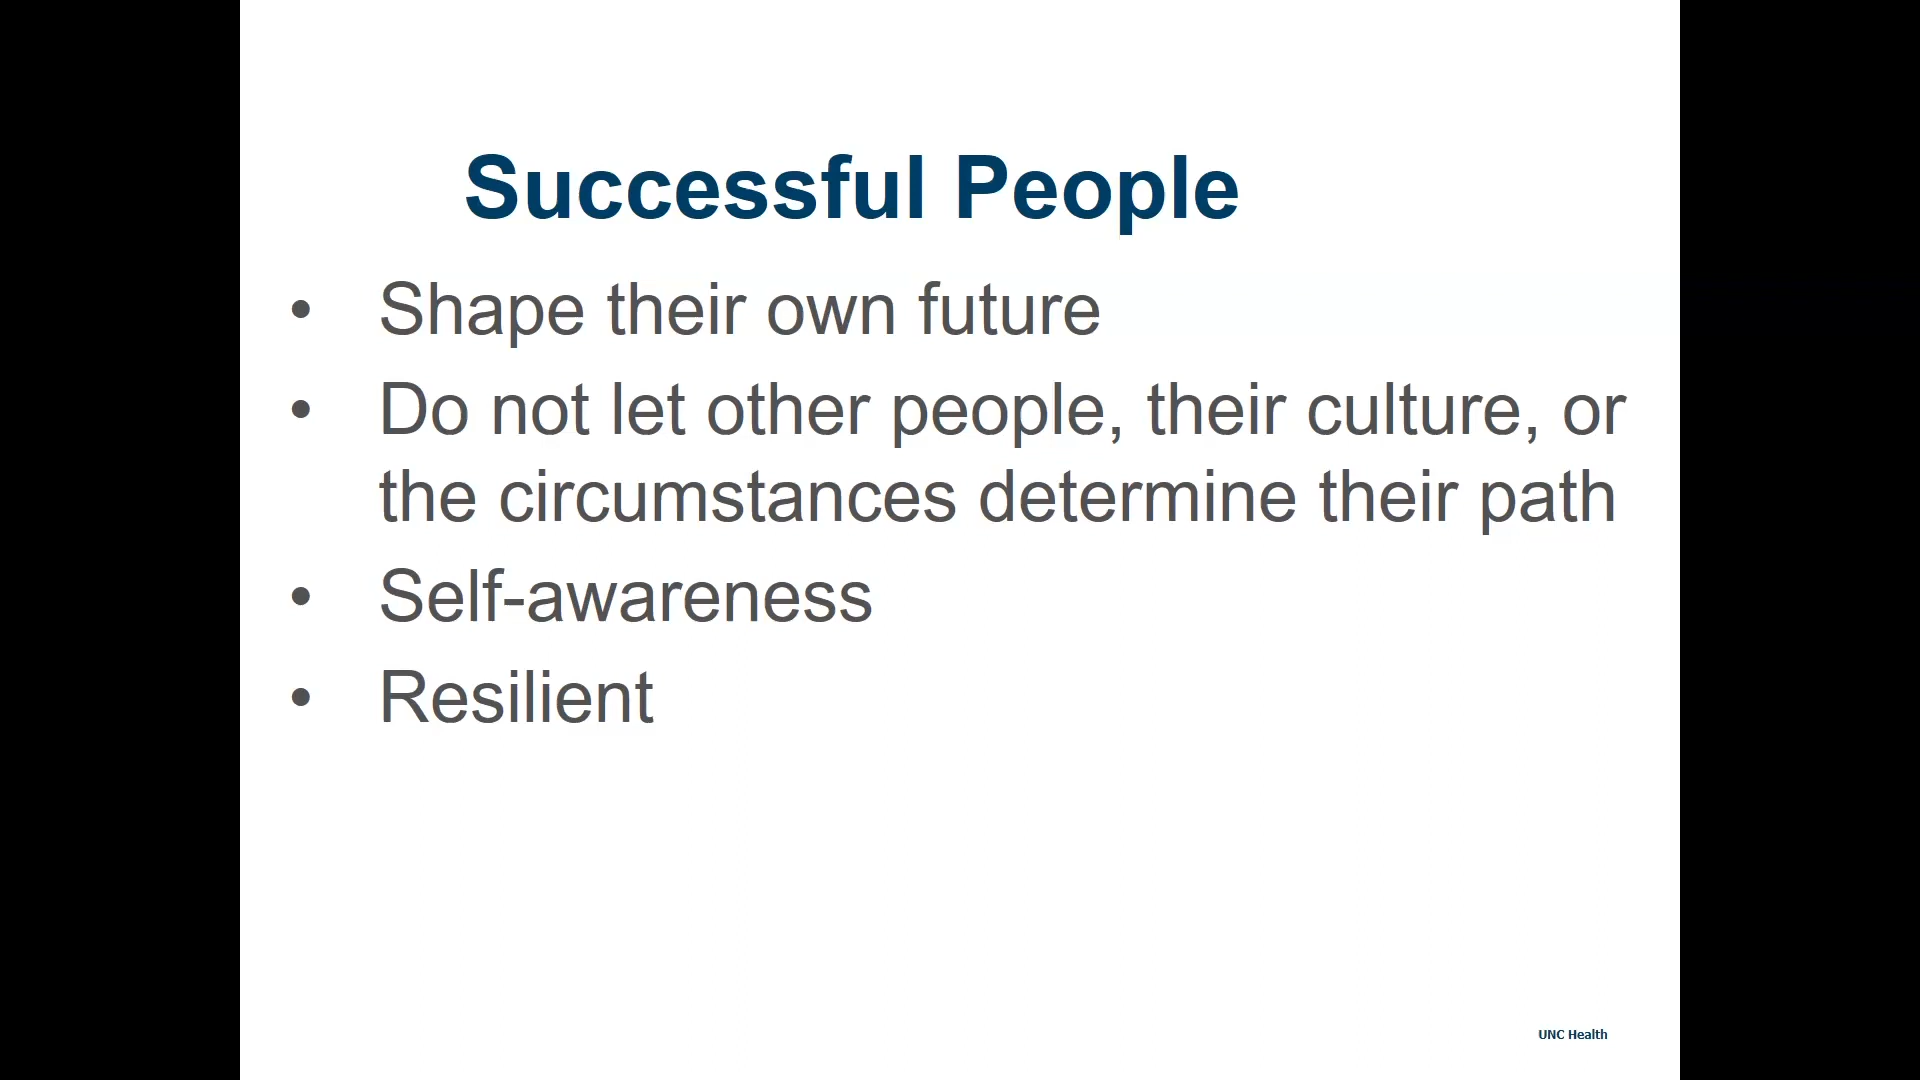 Successful People
• Shape their own future
• Do not let other people, their culture, or
the circumstances determine their path
• Self-awareness
• Resilient
UNC Health